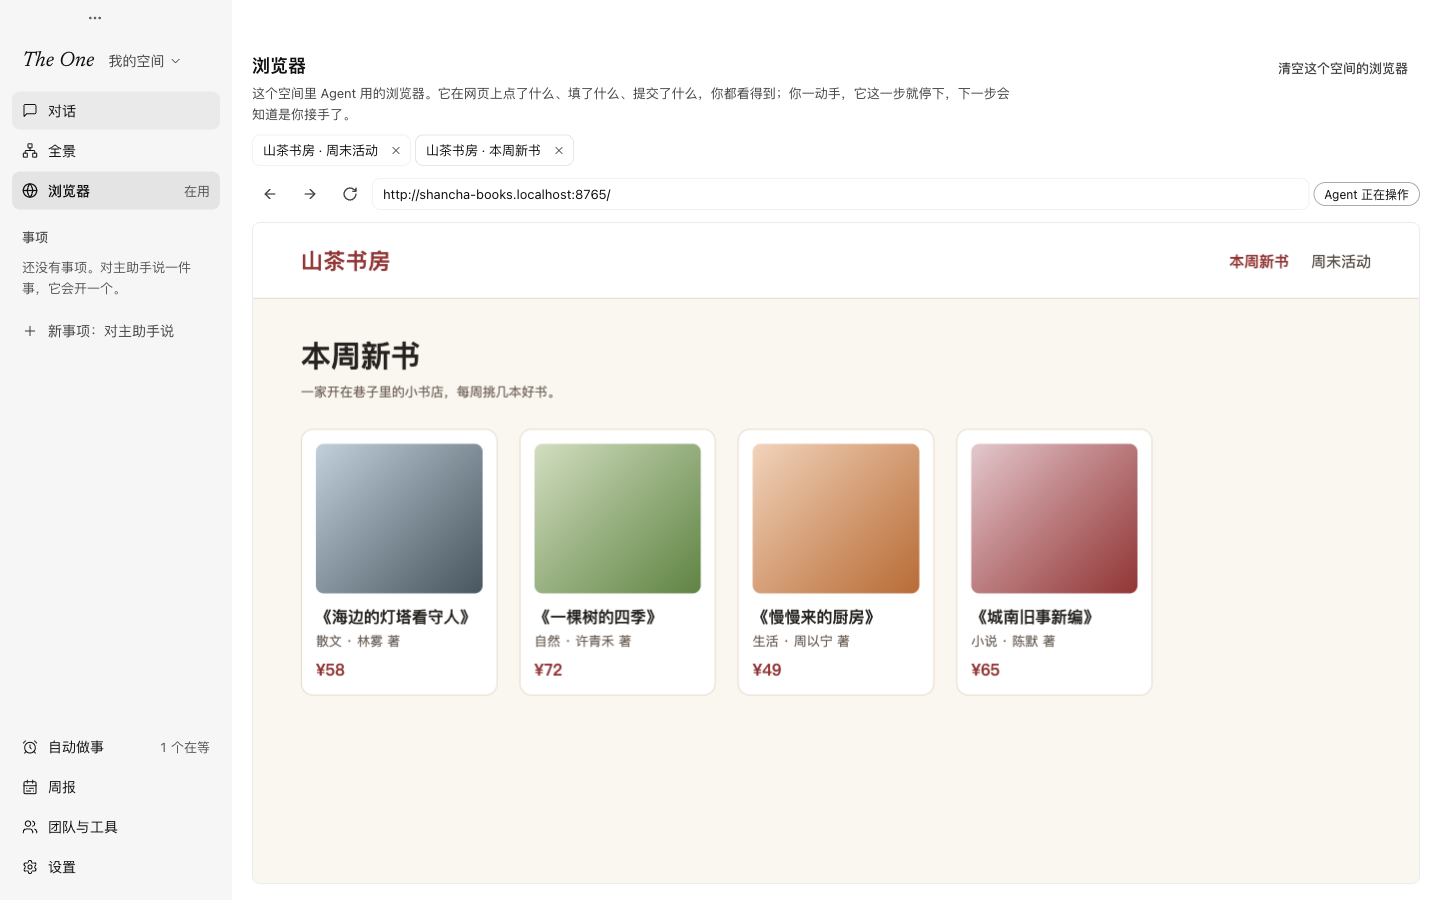 The One 我的空间
对话
全景
浏览器 在用
事项
还没有事项。对主助手说一件
事，它会开一个。
新事项：对主助手说
自动做事 1 个在等
周报
团队与工具
设置
浏览器
清空这个空间的浏览器
这个空间里 Agent 用的浏览器。它在网页上点了什么、填了什么、提交了什么，你都看得到；你一动手，它这一步就停下，下一步会
知道是你接手了。
山茶书房 · 周末活动
山茶书房 · 本周新书
http://shancha-books.localhost:8765/
Agent 正在操作
山茶书房
本周新书 周末活动
本周新书
一家开在巷子里的小书店，每周挑几本好书。
《海边的灯塔看守人》
散文 · 林雾 著
¥58
《一棵树的四季》
自然 · 许青禾 著
¥72
《慢慢来的厨房》
生活 · 周以宁 著
¥49
《城南旧事新编》
小说 · 陈默 著
¥65